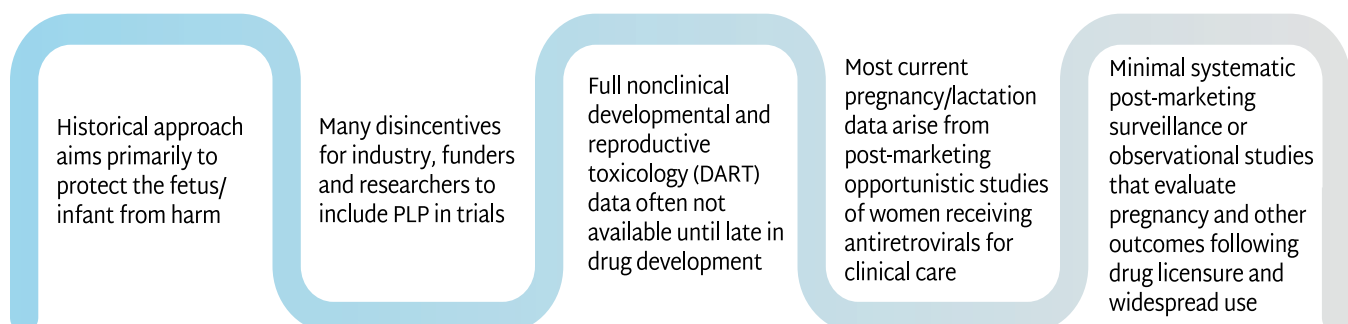 Historical approach
aims primarily to
protect the fetus/
infant from harm
Many disincentives
for industry, funders
and researchers to
include PLP in trials
Full nonclinical
developmental and
reproductive
toxicology (DART)
data often not
available until late in
drug development
Most current
pregnancy/lactation
data arise from
post-marketing
opportunistic studies
of women receiving
antiretrovirals for
clinical care
Minimal systematic
post-marketing
surveillance or
observational studies
that evaluate
pregnancy and other
outcomes following
drug licensure and
widespread use